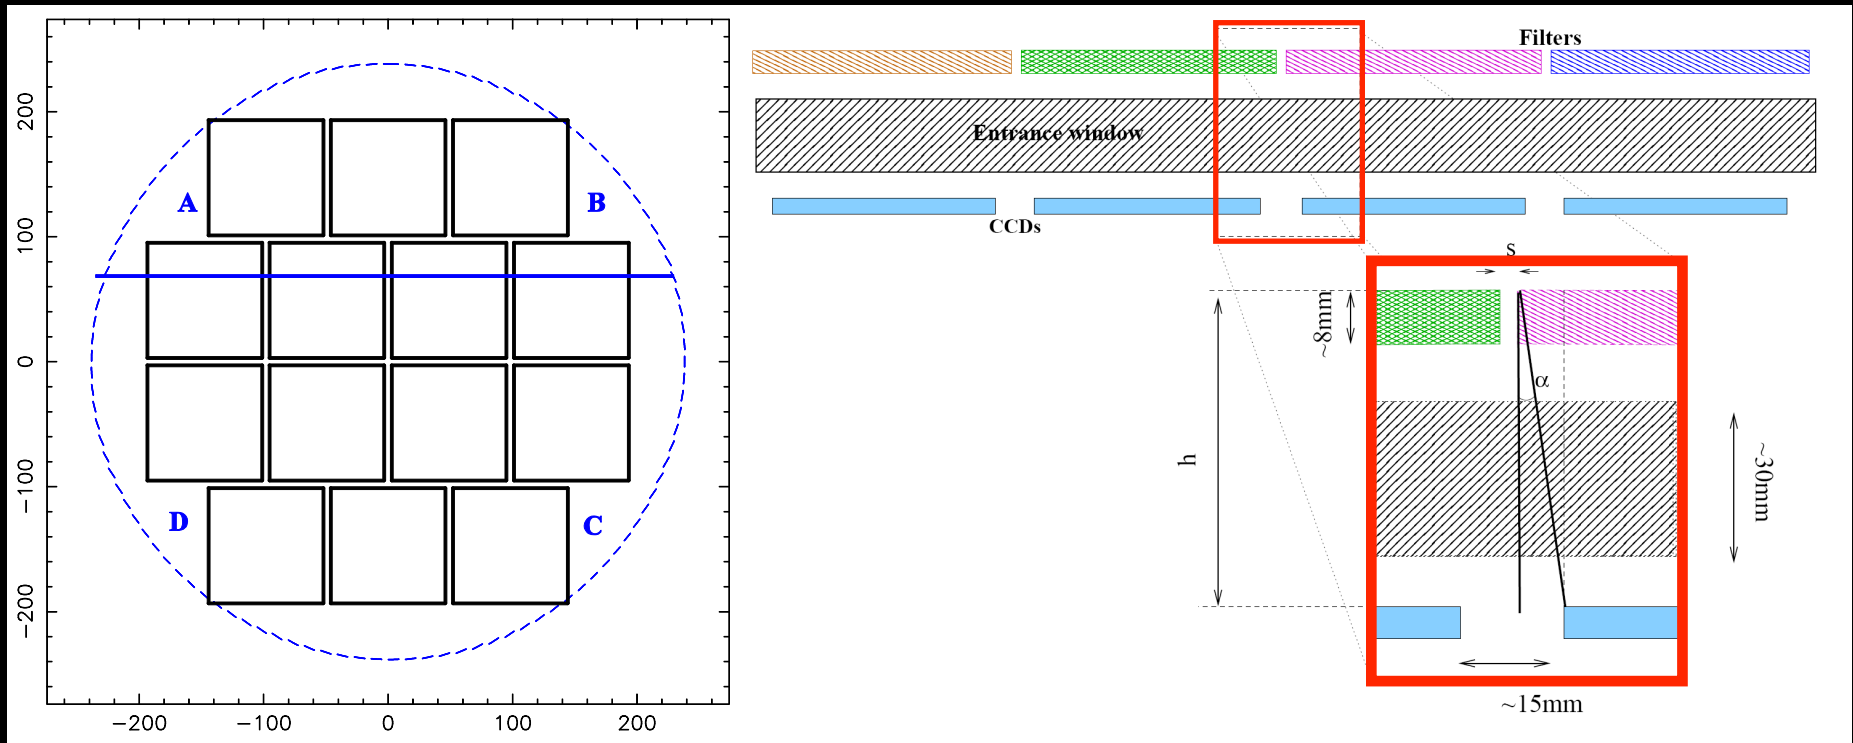 200
100
0
−100
−200
−200
−100
0
100
200
A
B
D
C
Filters
Entrance window
CCDs
s
~8mm
α
h
~30mm
~15mm